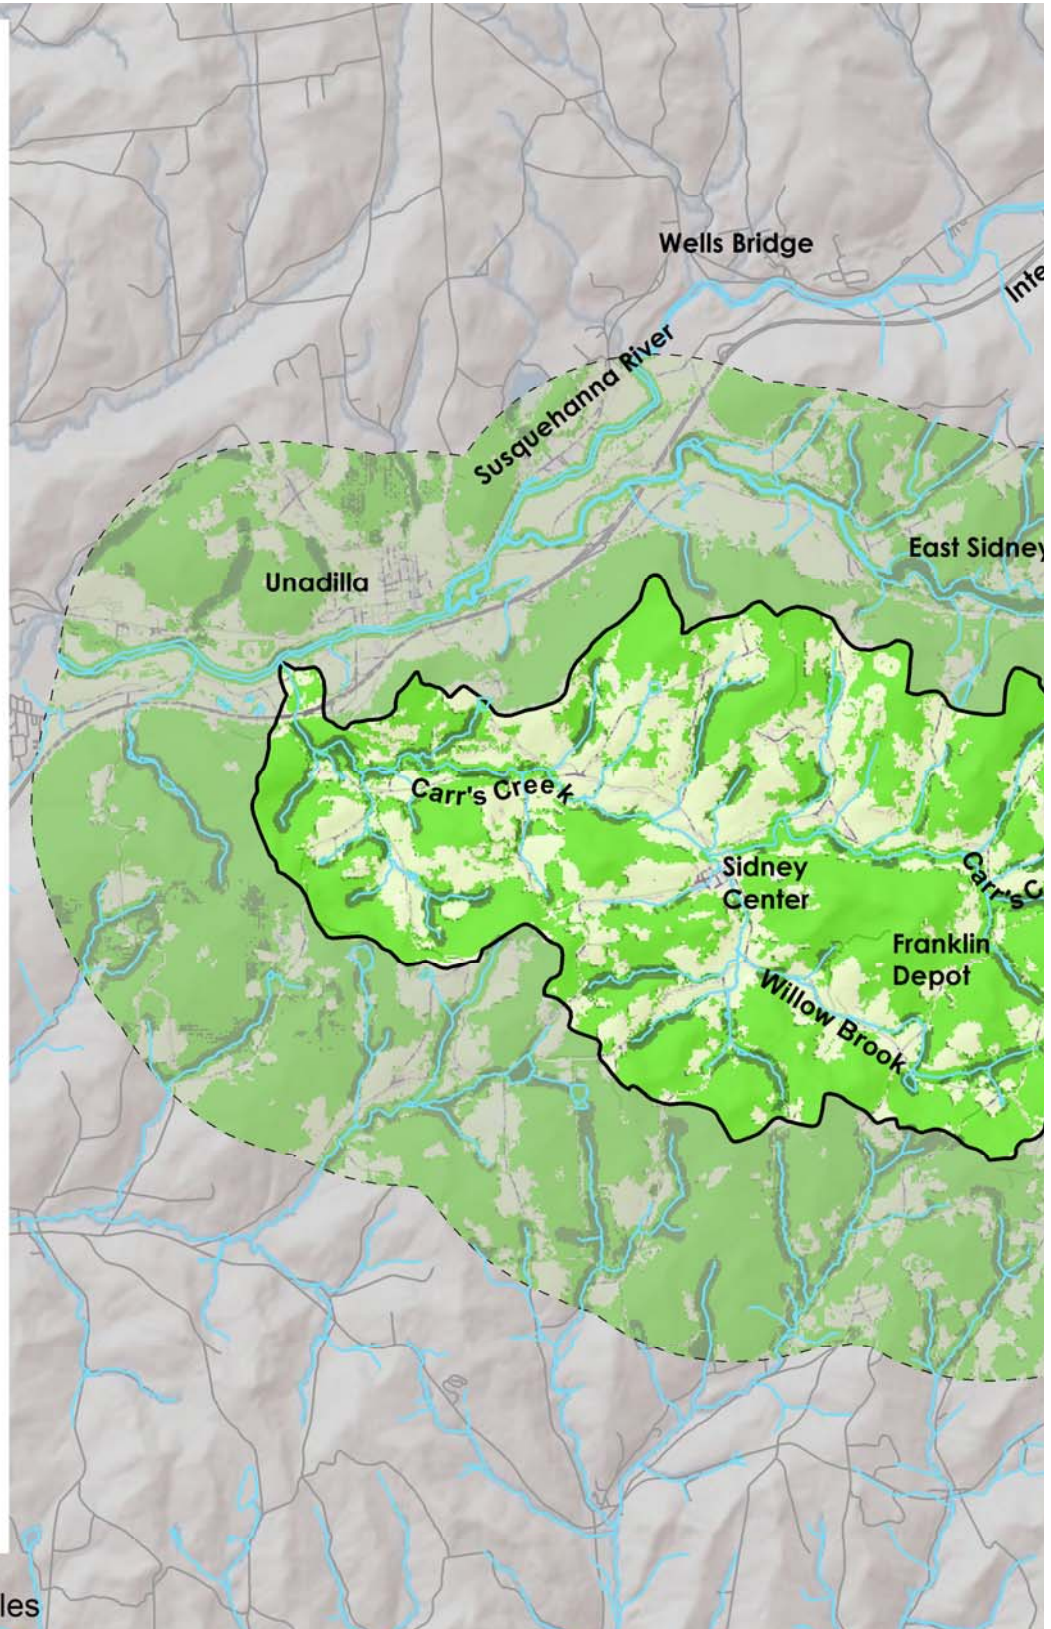 Wells Bridge
Inte
Susquehanna River
East Sidney
Unadilla
Carr's Creek
Sidney
Center
Carr's C
Franklin
Depot
Willow Brook
les